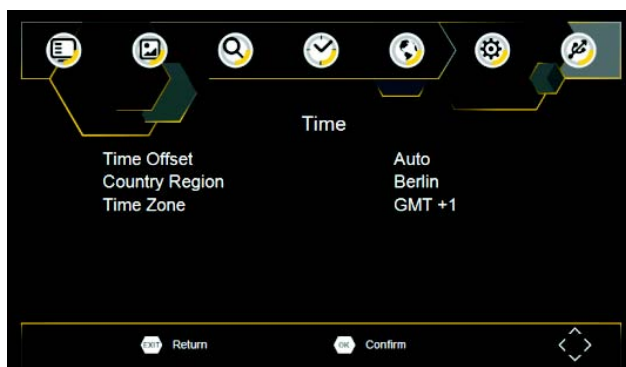 Time
Time Offset Auto
Country Region Berlin
Time Zone GMT +1
EXIT Return OK Confirm